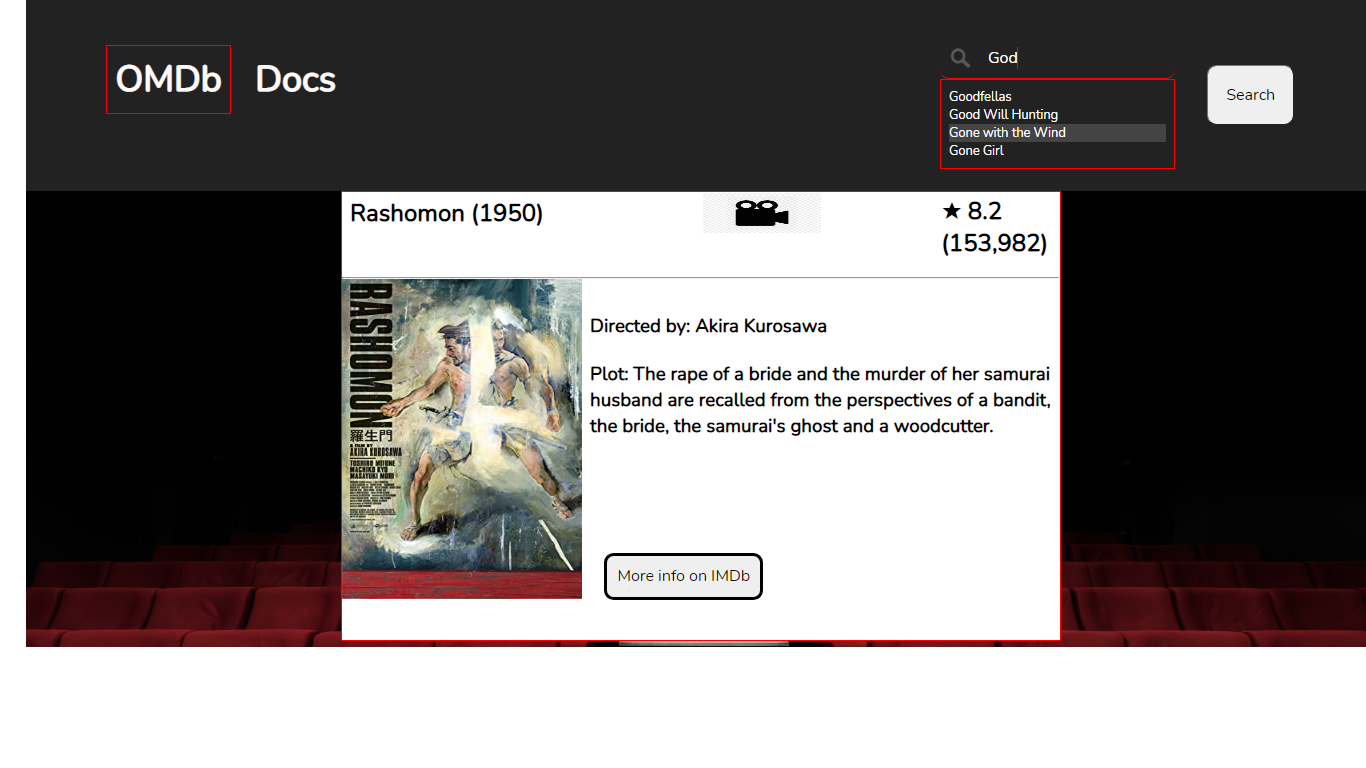 OMDb Docs
God
Goodfellas
Good Will Hunting
Gone with the Wind
Gone Girl
Search
Rashomon (1950)
★ 8.2
(153,982)
RASHOMON
羅生門
A FILM BY
AKIRA KUROSAWA
TOSHIRO MIFUNE
MACHIKO KYO
MASAYUKI MORI
Directed by: Akira Kurosawa
Plot: The rape of a bride and the murder of her samurai
husband are recalled from the perspectives of a bandit,
the bride, the samurai's ghost and a woodcutter.
More info on IMDb